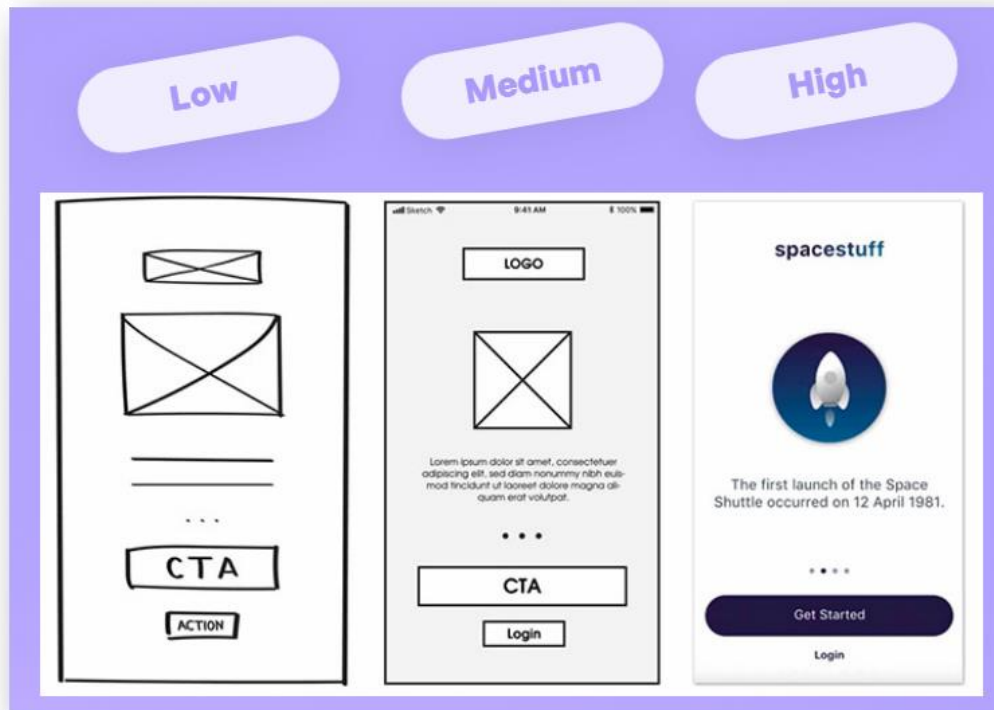 Low
Medium
High
CTA
ACTION
Sketch
9:41 AM
100%
LOGO
Lorem ipsum dolor sit amet, consectetuer
adipiscing elit, sed diam nonummy nibh euis-
mod tincidunt ut laoreet dolore magna ali-
quam erat volutpat.
CTA
Login
spacestuff
The first launch of the Space
Shuttle occurred on 12 April 1981.
Get Started
Login